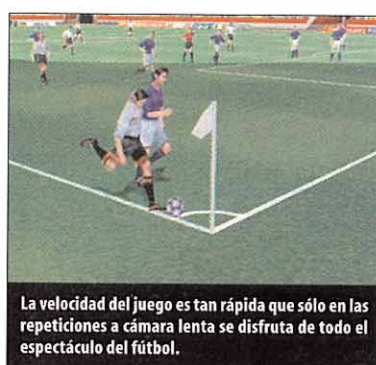 La velocidad del juego es tan rápida que sólo en las
repeticiones a cámara lenta se disfruta de todo el
espectáculo del fútbol.